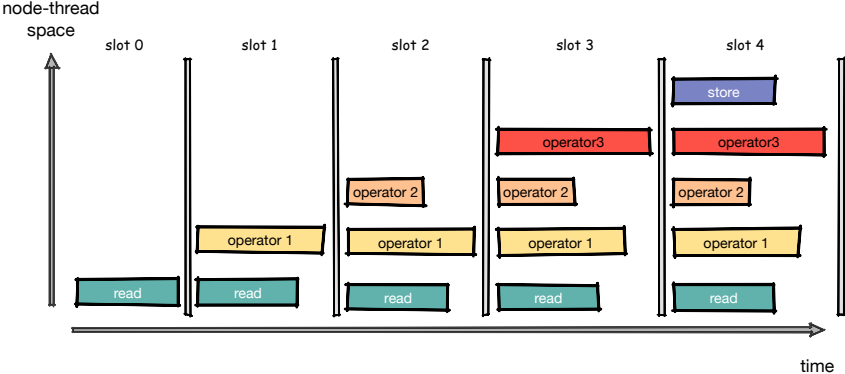 node-thread
space
slot 0
slot 1
slot 2
slot 3
slot 4
store
operator3
operator3
operator 2
operator 2
operator 2
operator 1
operator 1
operator 1
operator 1
read
read
read
read
read
time